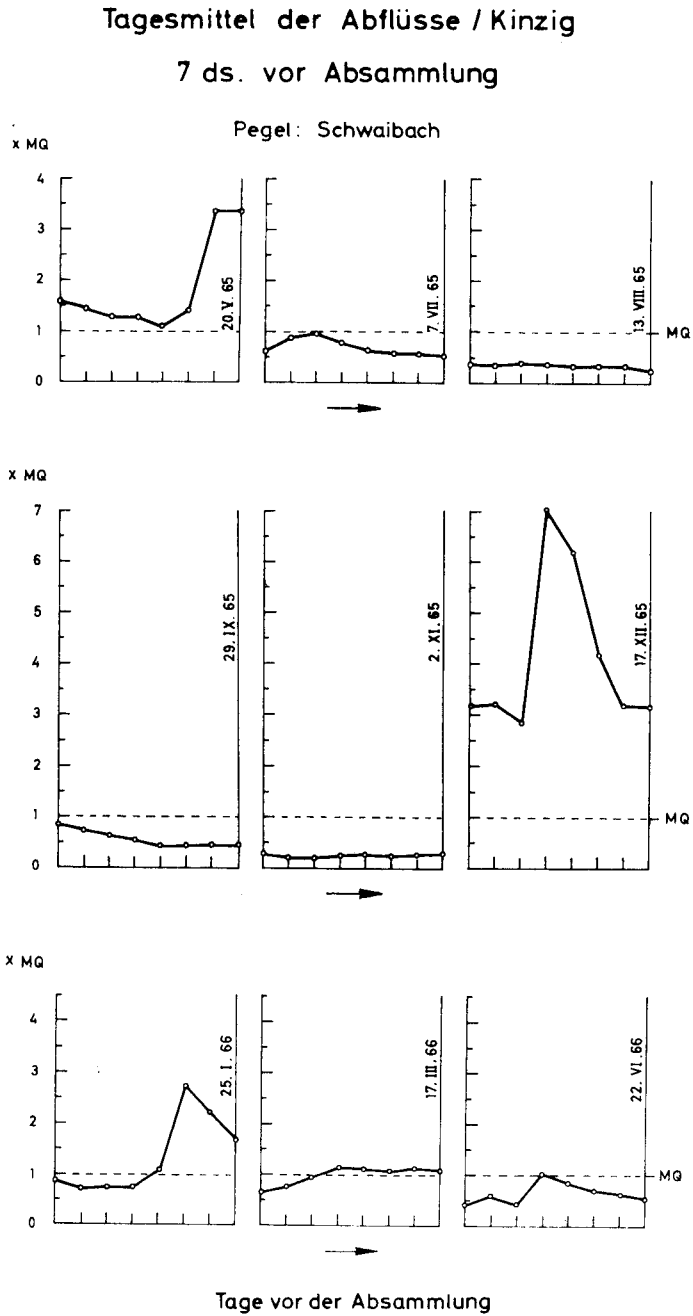 Tagesmittel der Abflüsse / Kinzig
7 ds. vor Absammlung
Pegel: Schwaibach
x MQ
4
3
2
1
0
20. V. 65
7. VII. 65
13. VIII. 65
MQ
x MQ
7
6
5
4
3
2
1
0
29. IX. 65
2. XI. 65
17. XII. 65
MQ
x MQ
4
3
2
1
0
25. I. 66
17. III. 66
22. VI. 66
MQ
Tage vor der Absammlung